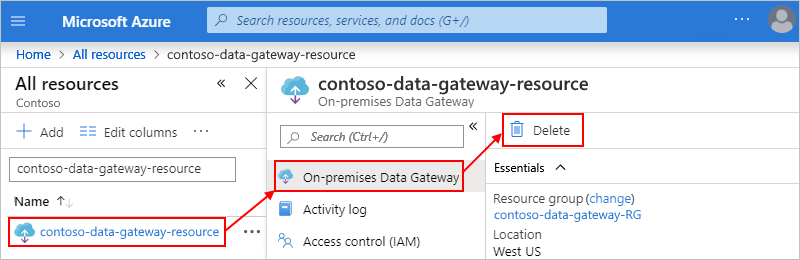 Microsoft Azure
Search resources, services, and docs (G+/)
...
Home > All resources > contoso-data-gateway-resource
All resources
Contoso
«
Add
Edit columns
...
contoso-data-gateway-resource
Name ↑↓
contoso-data-gateway-resource
...
contoso-data-gateway-resource
On-premises Data Gateway
Search (Ctrl+/)
«
On-premises Data Gateway
Activity log
Access control (IAM)
Delete
Essentials
Resource group (change)
contoso-data-gateway-RG
Location
West US